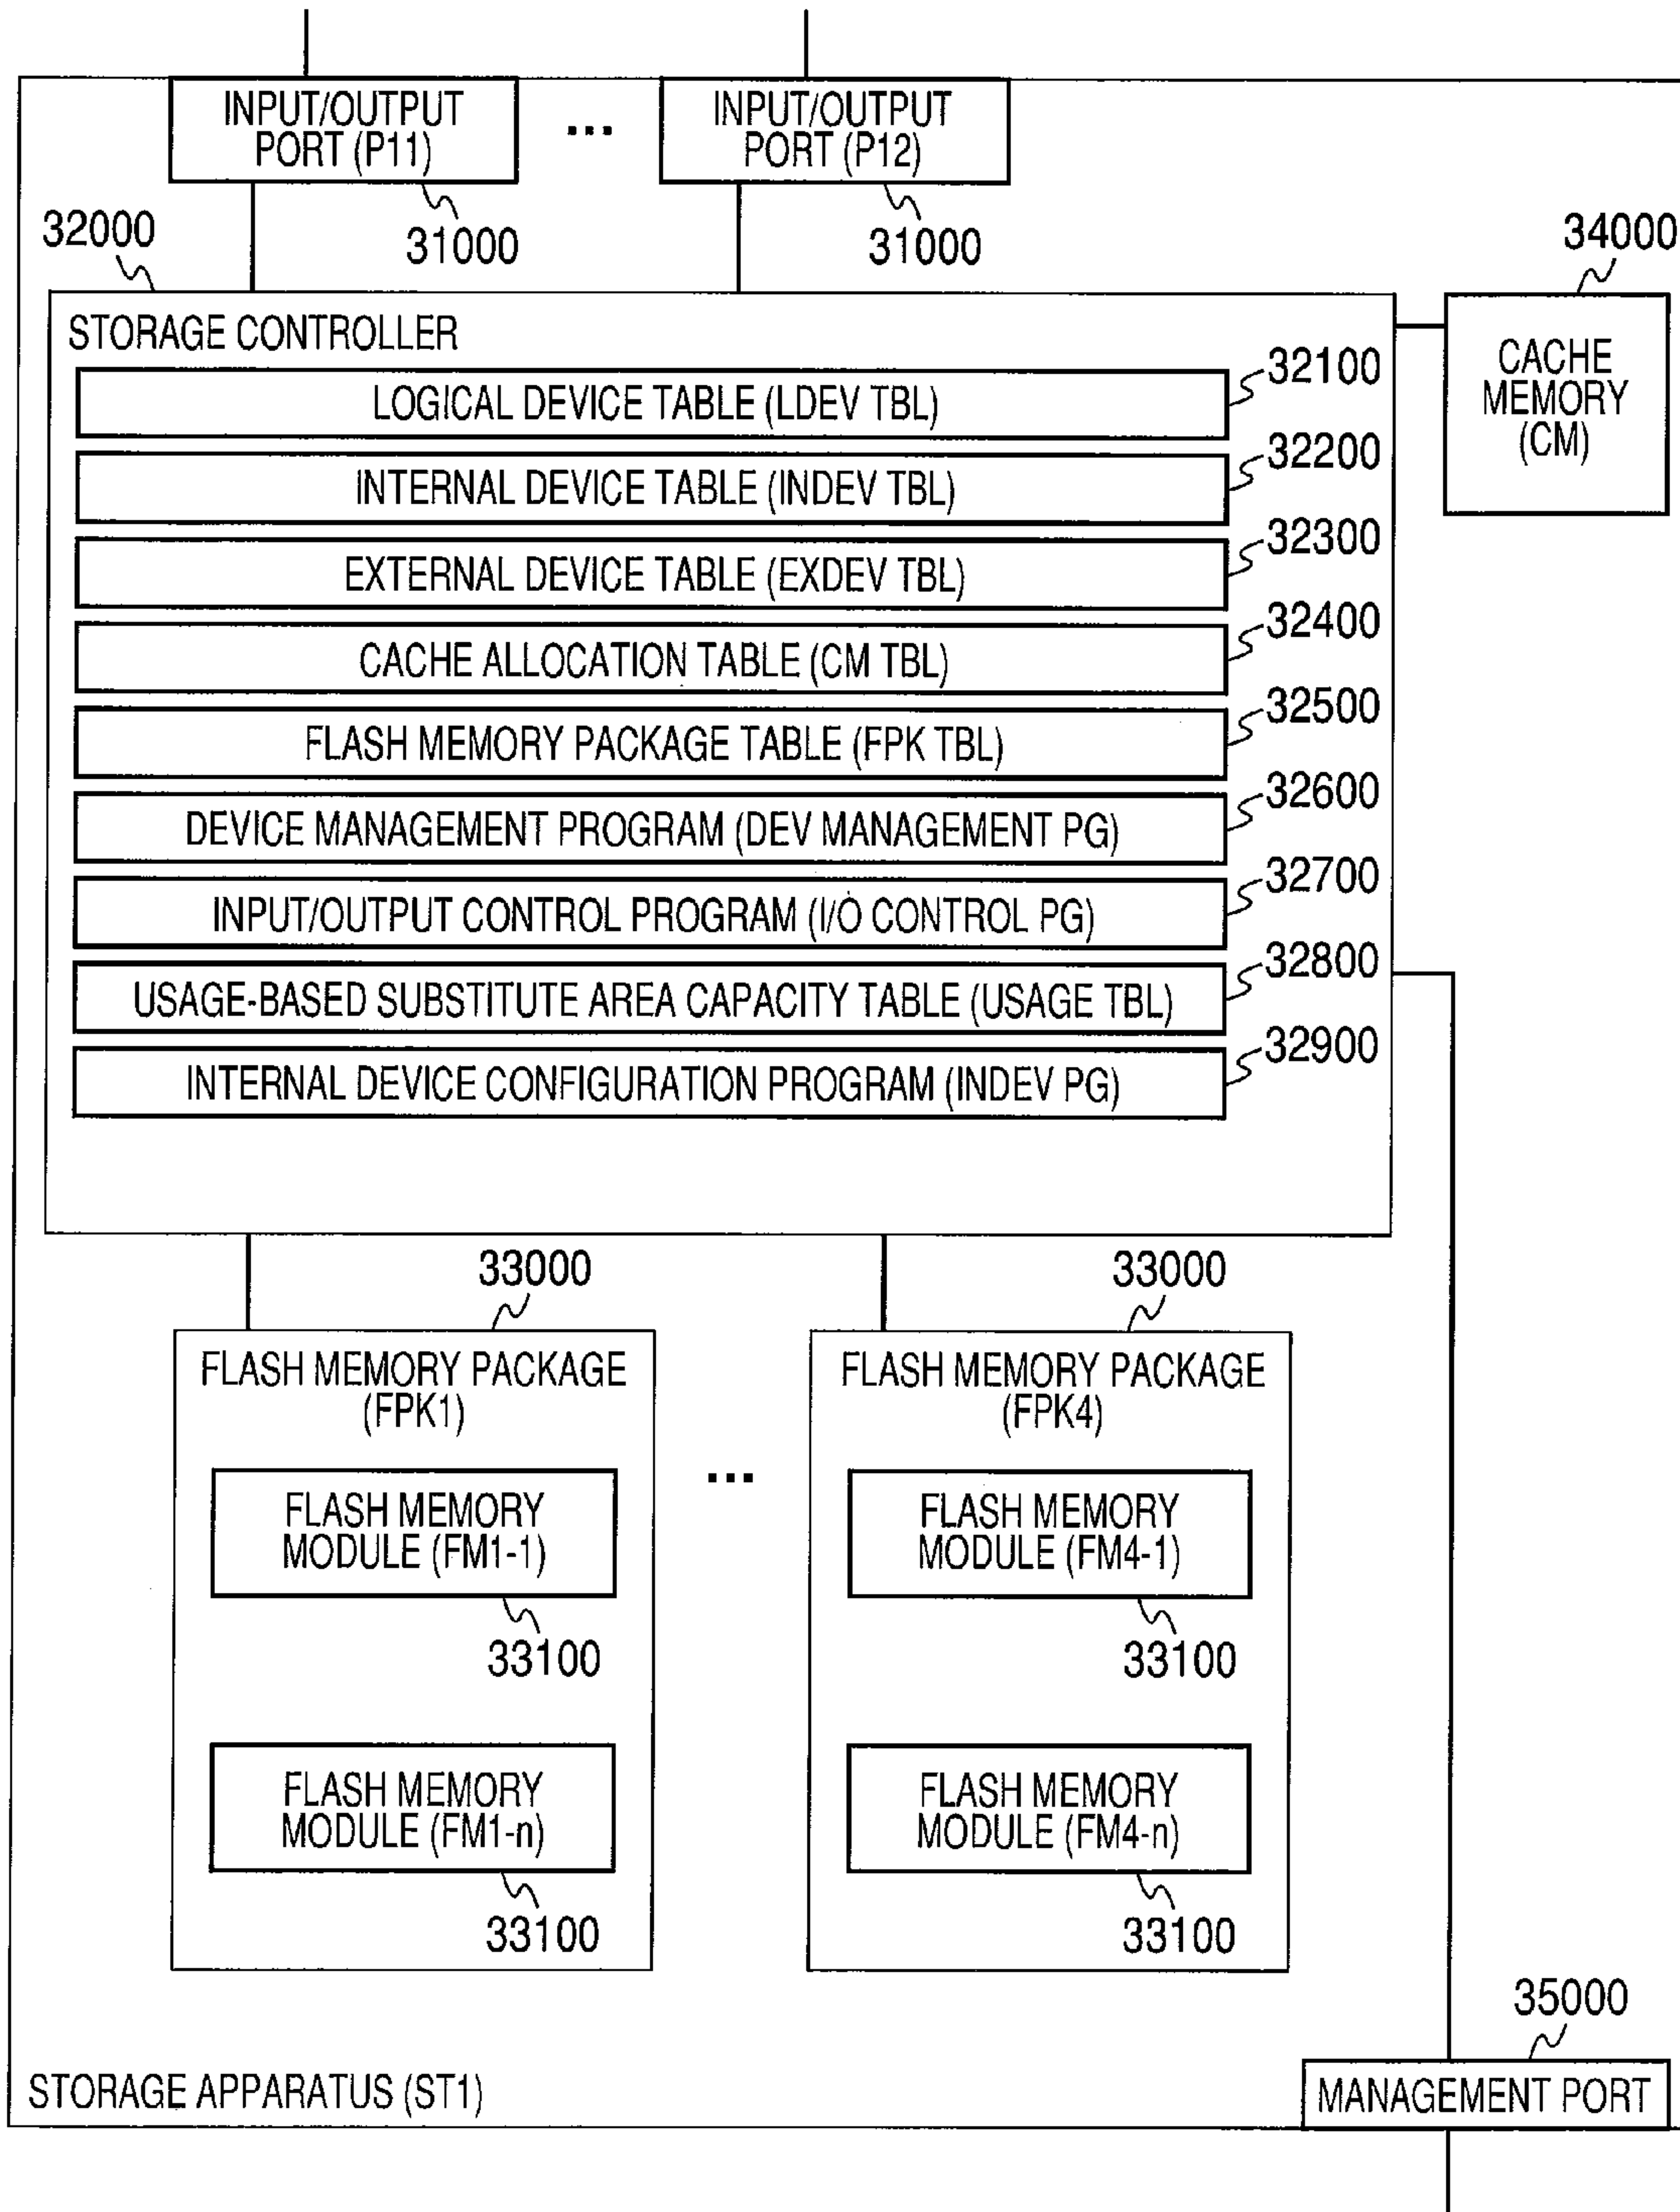 INPUT/OUTPUT
PORT (P11)
...
INPUT/OUTPUT
PORT (P12)
31000
31000
32000
34000
STORAGE CONTROLLER
CACHE
MEMORY
(CM)
LOGICAL DEVICE TABLE (LDEV TBL)
32100
INTERNAL DEVICE TABLE (INDEV TBL)
32200
EXTERNAL DEVICE TABLE (EXDEV TBL)
32300
CACHE ALLOCATION TABLE (CM TBL)
32400
FLASH MEMORY PACKAGE TABLE (FPK TBL)
32500
DEVICE MANAGEMENT PROGRAM (DEV MANAGEMENT PG)
32600
INPUT/OUTPUT CONTROL PROGRAM (I/O CONTROL PG)
32700
USAGE-BASED SUBSTITUTE AREA CAPACITY TABLE (USAGE TBL)
32800
INTERNAL DEVICE CONFIGURATION PROGRAM (INDEV PG)
32900
33000
FLASH MEMORY PACKAGE
(FPK1)
FLASH MEMORY
MODULE (FM1-1)
33100
FLASH MEMORY
MODULE (FM1-n)
33100
...
33000
FLASH MEMORY PACKAGE
(FPK4)
FLASH MEMORY
MODULE (FM4-1)
33100
FLASH MEMORY
MODULE (FM4-n)
33100
35000
STORAGE APPARATUS (ST1)
MANAGEMENT PORT